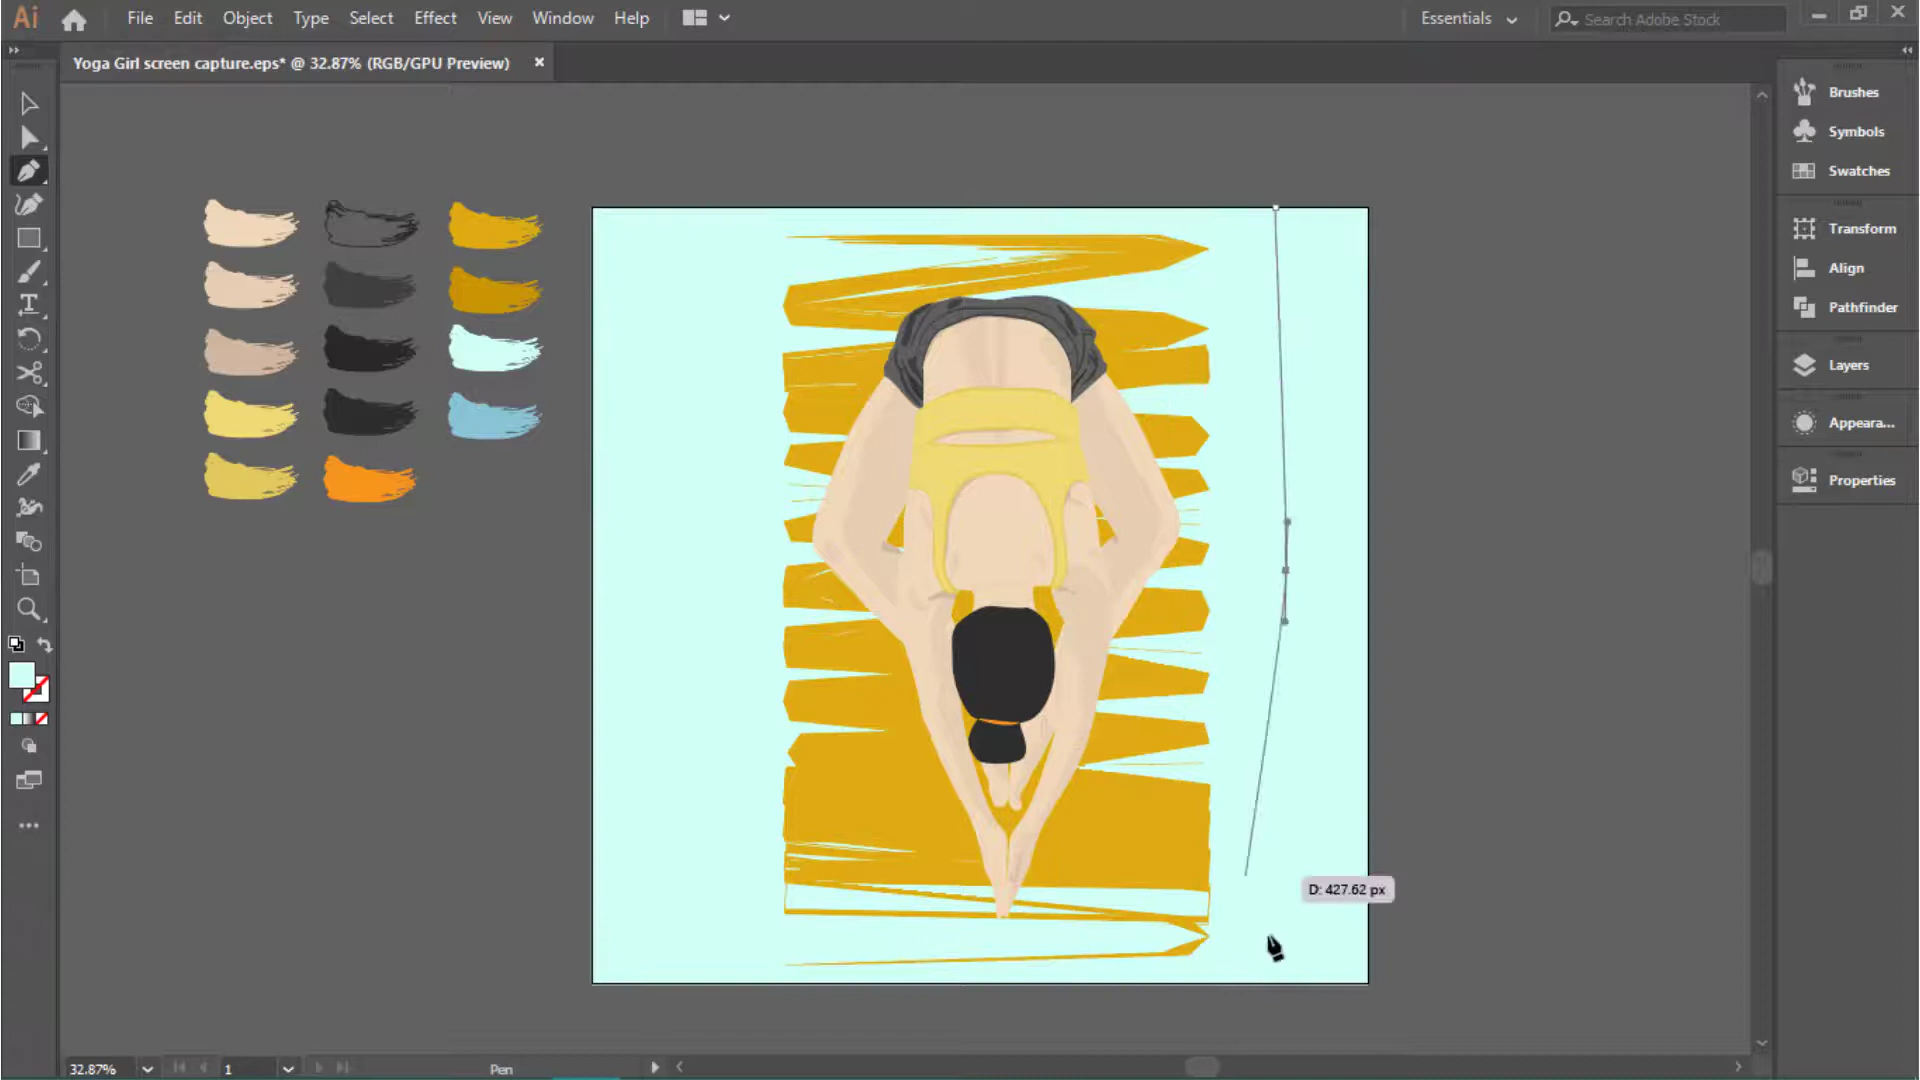 Ai File Edit Object Type Select Effect View Window Help Essentials Search Adobe Stock
Yoga Girl screen capture.eps* @ 32.87% (RGB/GPU Preview)
Brushes
Symbols
Swatches
Transform
Align
Pathfinder
Layers
Appeara...
Properties
D: 427.62 px
32.87% 1 Pen